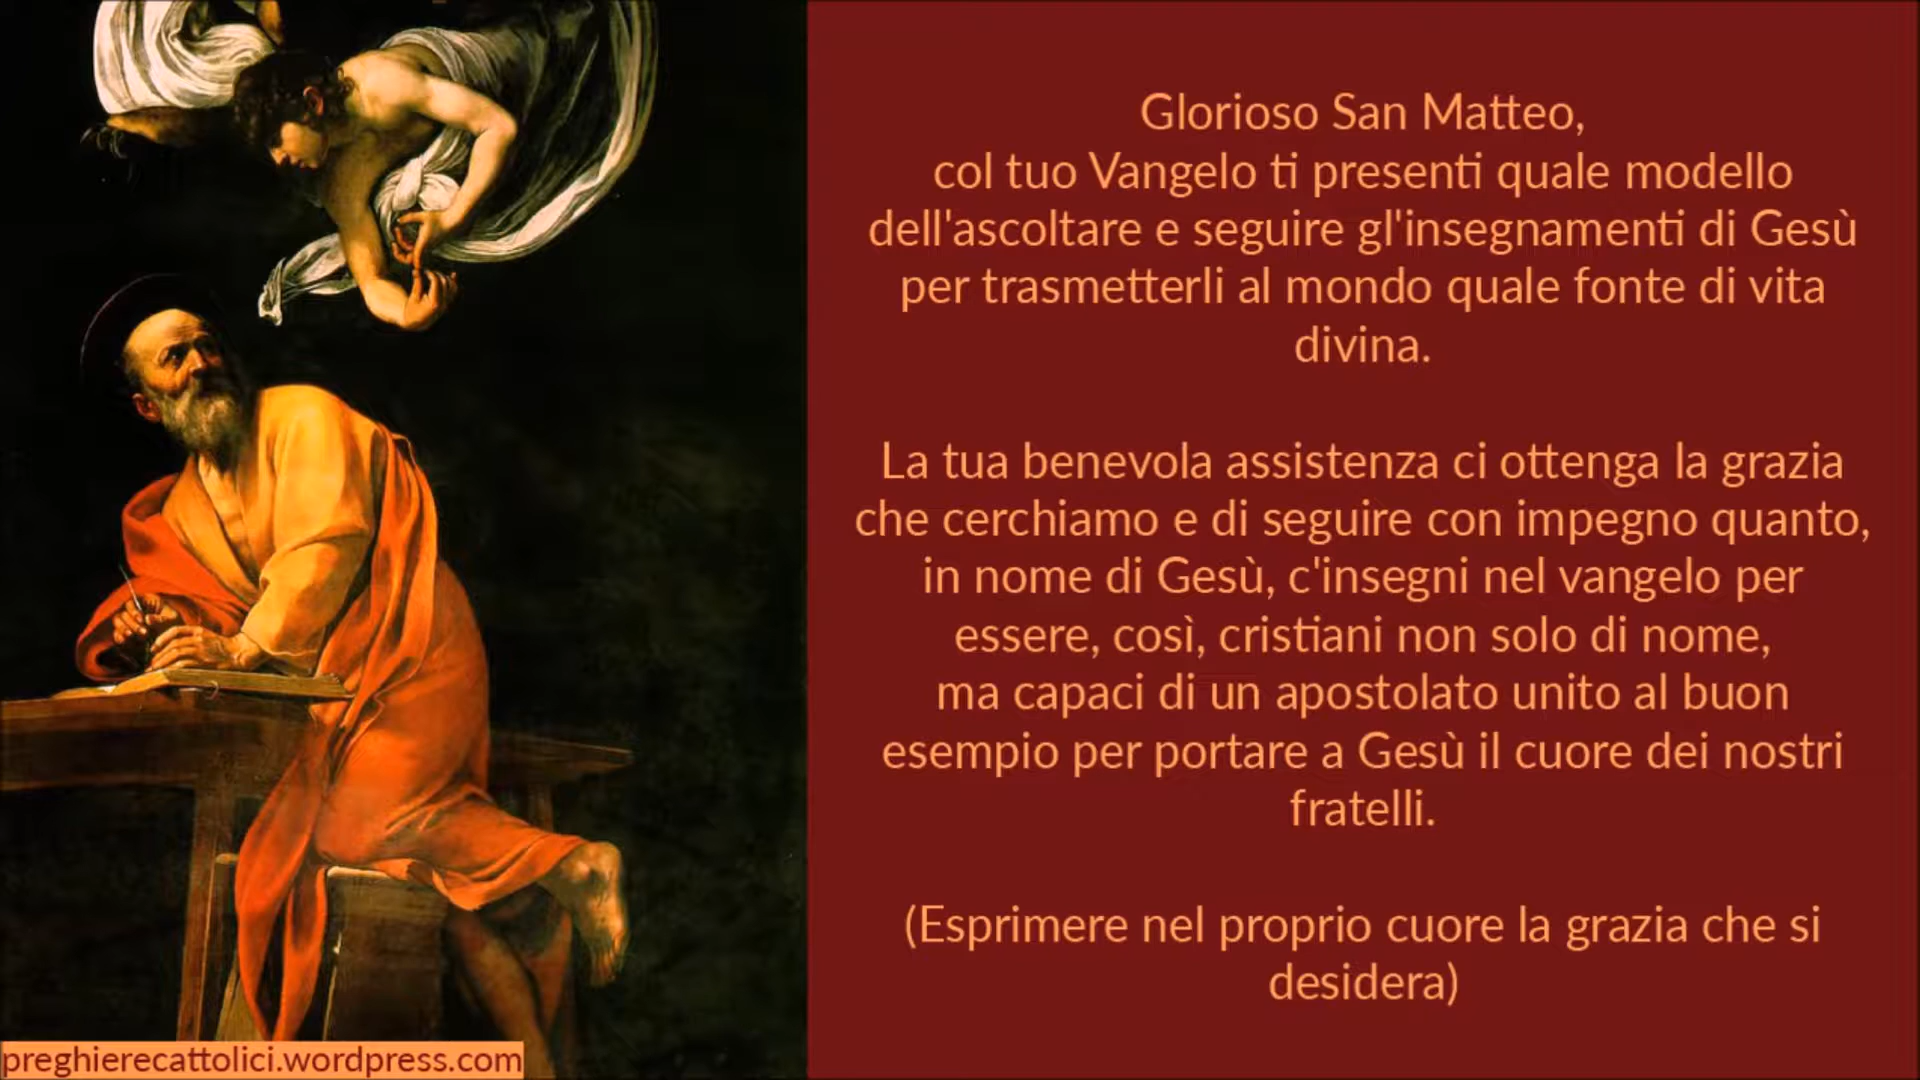 Glorioso San Matteo,
col tuo Vangelo ti presenti quale modello
dell'ascoltare e seguire gl'insegnamenti di Gesù
per trasmetterli al mondo quale fonte di vita
divina.
La tua benevola assistenza ci ottenga la grazia
che cerchiamo e di seguire con impegno quanto,
in nome di Gesù, c'insegni nel vangelo per
essere, così, cristiani non solo di nome,
ma capaci di un apostolato unito al buon
esempio per portare a Gesù il cuore dei nostri
fratelli.
(Esprimere nel proprio cuore la grazia che si
desidera)
preghierecattolici.wordpress.com